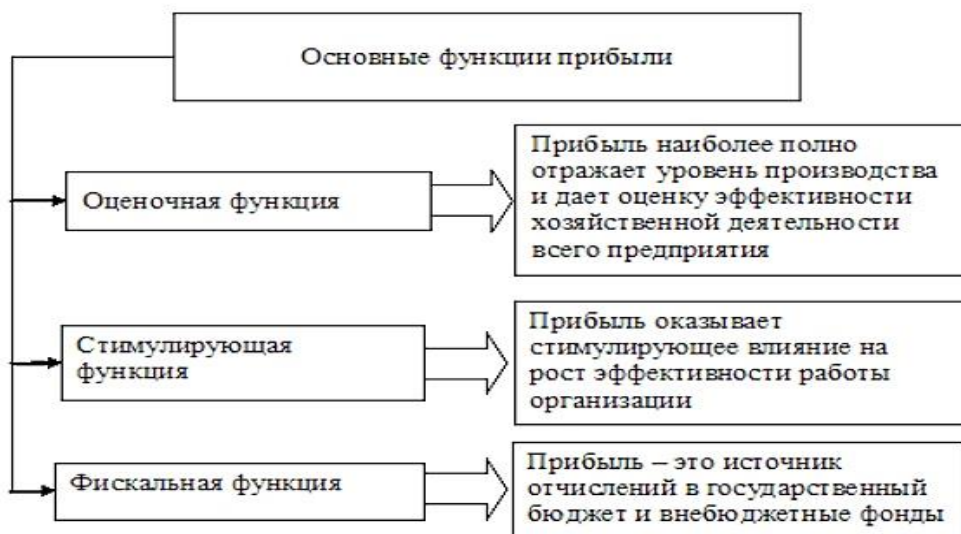 Основные функции прибыли
Оценочная функция
Прибыль наиболее полно
отражает уровень производства
и дает оценку эффективности
хозяйственной деятельности
всего предприятия
Стимулирующая
функция
Прибыль оказывает
стимулирующее влияние на
рост эффективности работы
организации
Фискальная функция
Прибыль – это источник
отчислений в государственный
бюджет и внебюджетные фонды